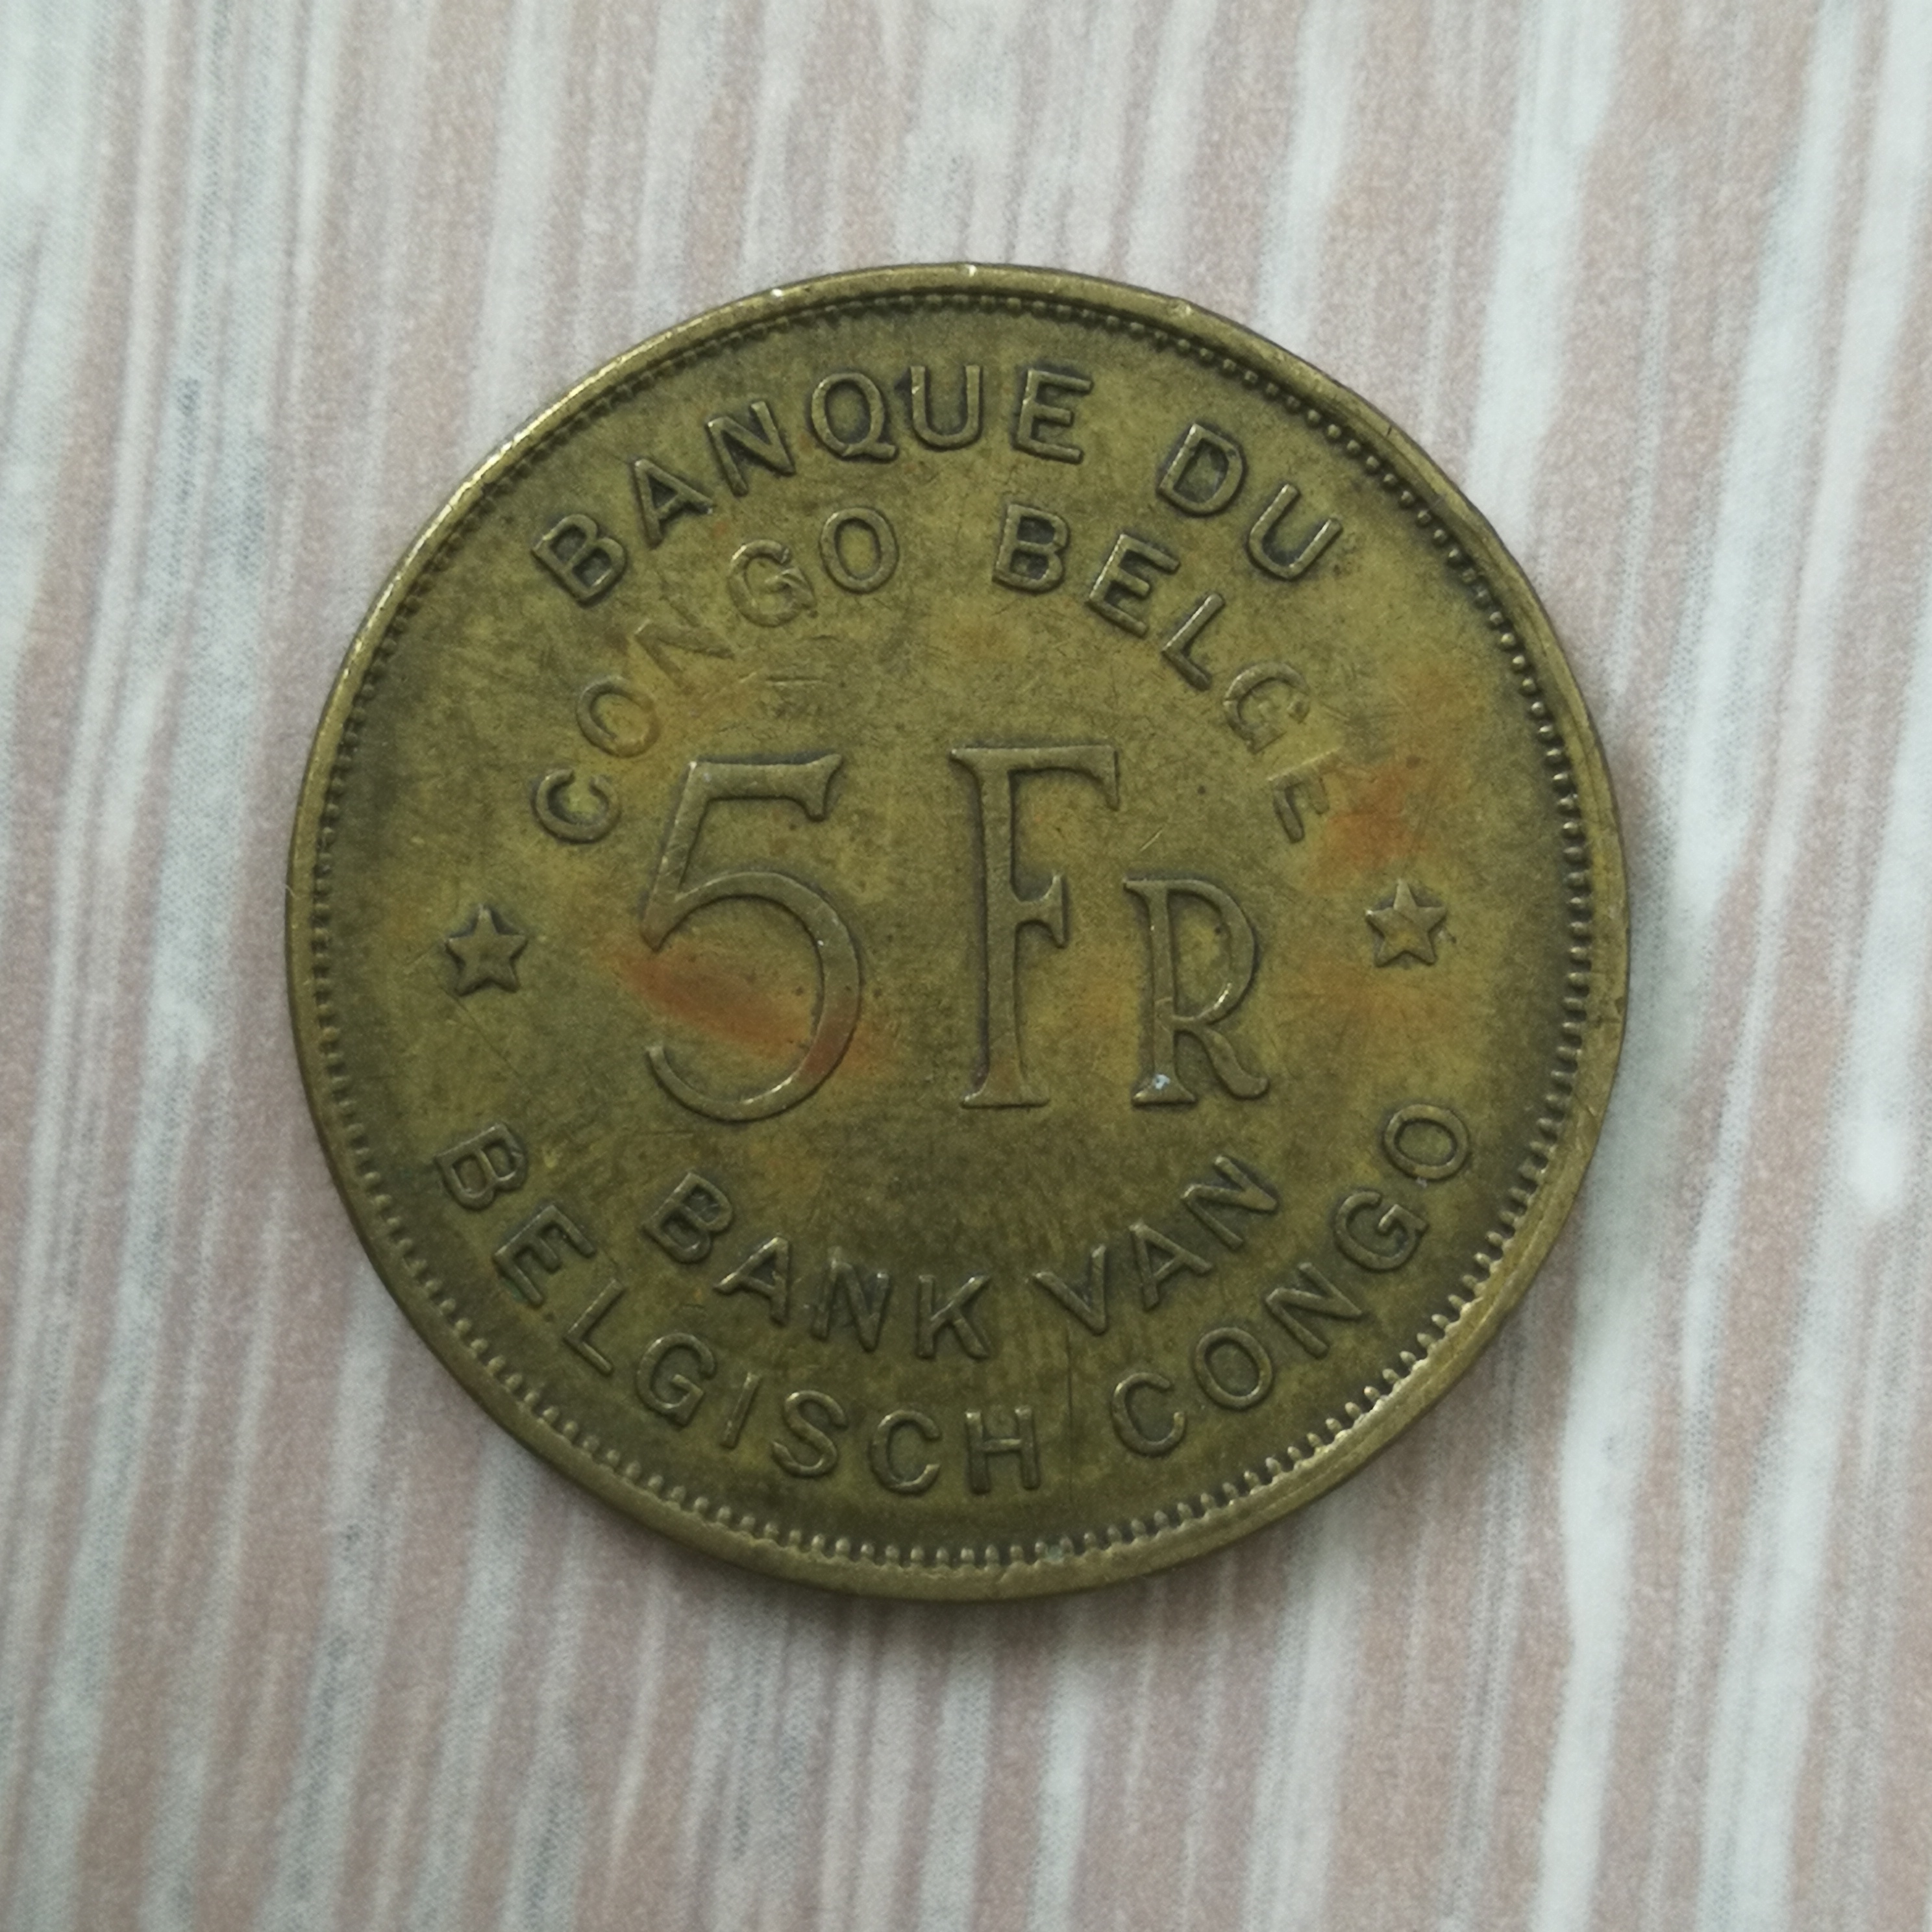 BANQUE DU
CONGO BELGE
5 FR
BANK VAN
BELGISCH CONGO